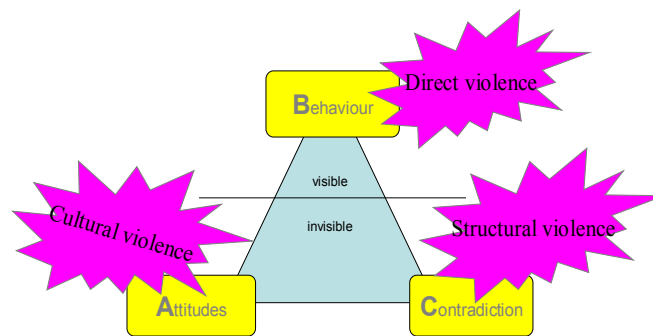 Direct violence
Behaviour
visible
Cultural violence
invisible
Structural violence
Attitudes
Contradiction